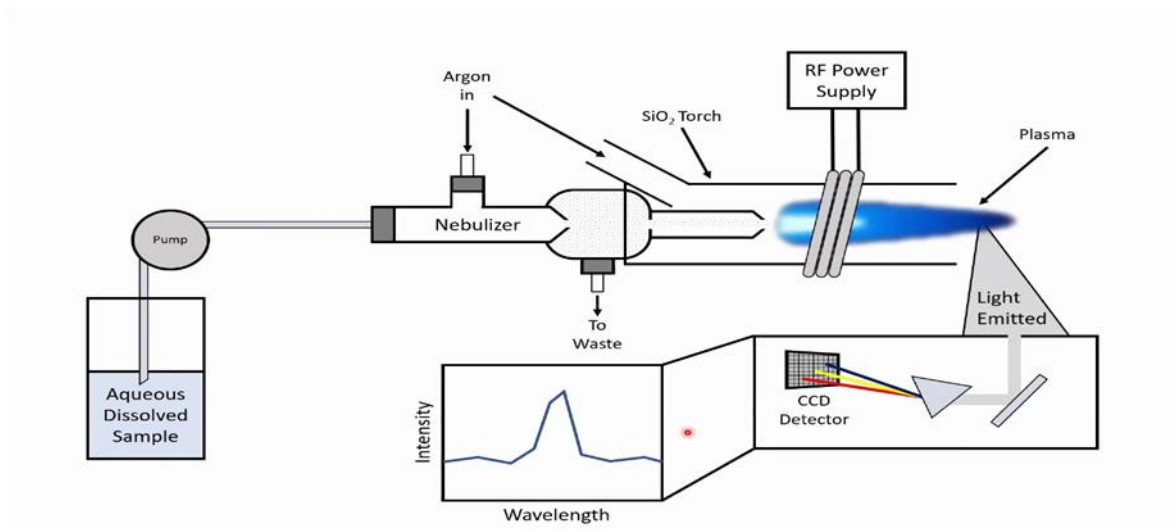 Argon
in
SiO₂ Torch
RF Power
Supply
Plasma
Pump
Nebulizer
To
Waste
Light
Emitted
Aqueous
Dissolved
Sample
Intensity
Wavelength
CCD
Detector